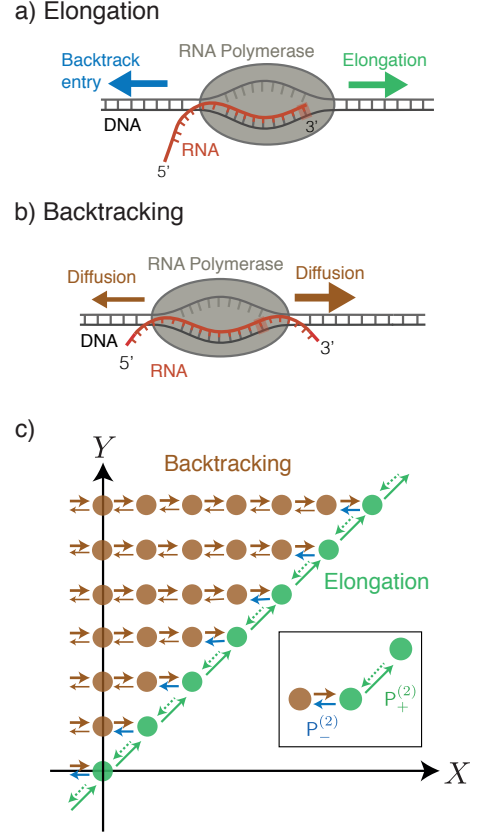 a) Elongation
RNA Polymerase
Backtrack
entry
Elongation
DNA
3'
RNA
5'
b) Backtracking
RNA Polymerase
Diffusion
Diffusion
DNA
5'
3'
RNA
c)
Y
Backtracking
Elongation
P₊⁽²⁾
P₋⁽²⁾
X